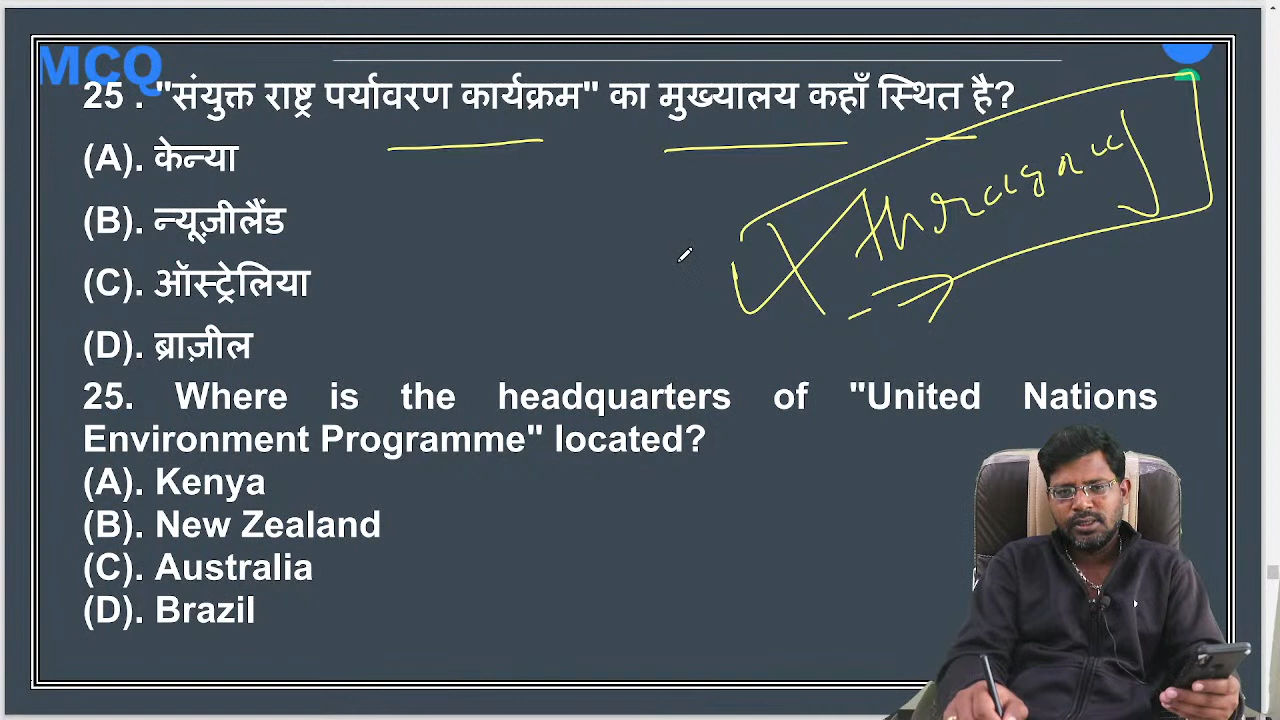 MCQ
25 . "संयुक्त राष्ट्र पर्यावरण कार्यक्रम" का मुख्यालय कहाँ स्थित है?
(A). केन्या
(B). न्यूज़ीलैंड
(C). ऑस्ट्रेलिया
(D). ब्राज़ील
25. Where is the headquarters of "United Nations
Environment Programme" located?
(A). Kenya
(B). New Zealand
(C). Australia
(D). Brazil